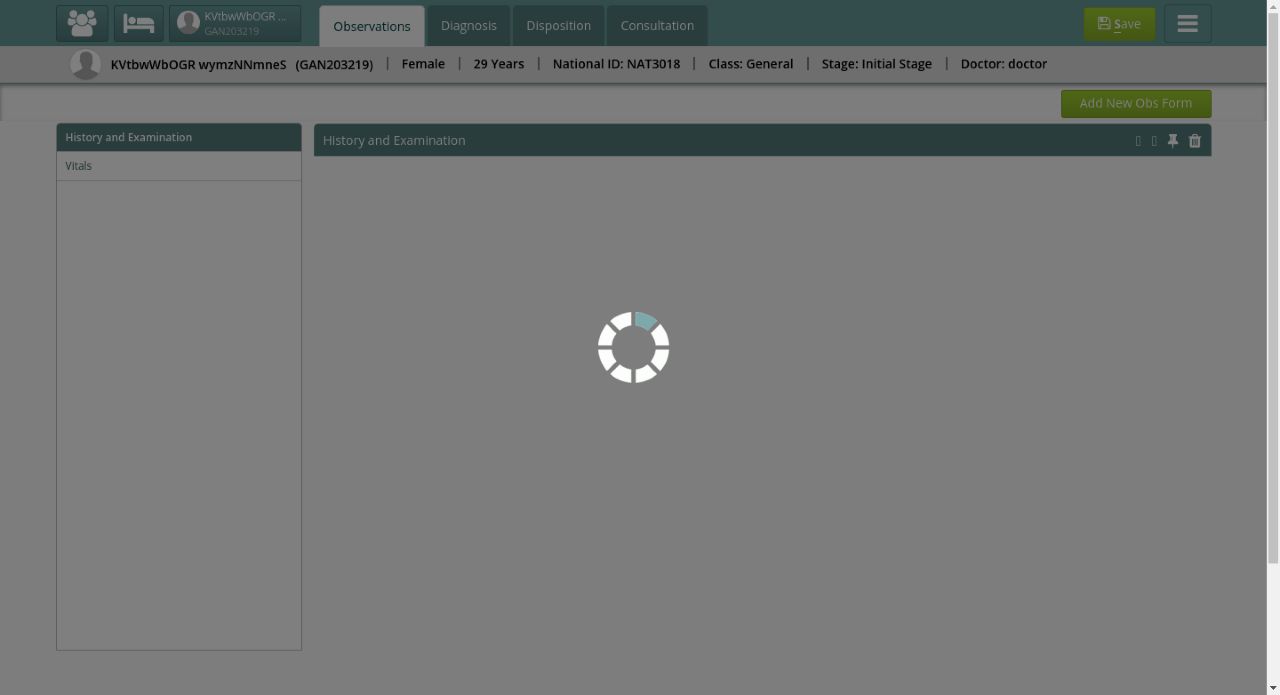 KVtbwWbOGR ...
GAN203219
Observations
Diagnosis
Disposition
Consultation
Save
KVtbwWbOGR wymzNNmneS (GAN203219) | Female | 29 Years | National ID: NAT3018 | Class: General | Stage: Initial Stage | Doctor: doctor
Add New Obs Form
History and Examination
Vitals
History and Examination